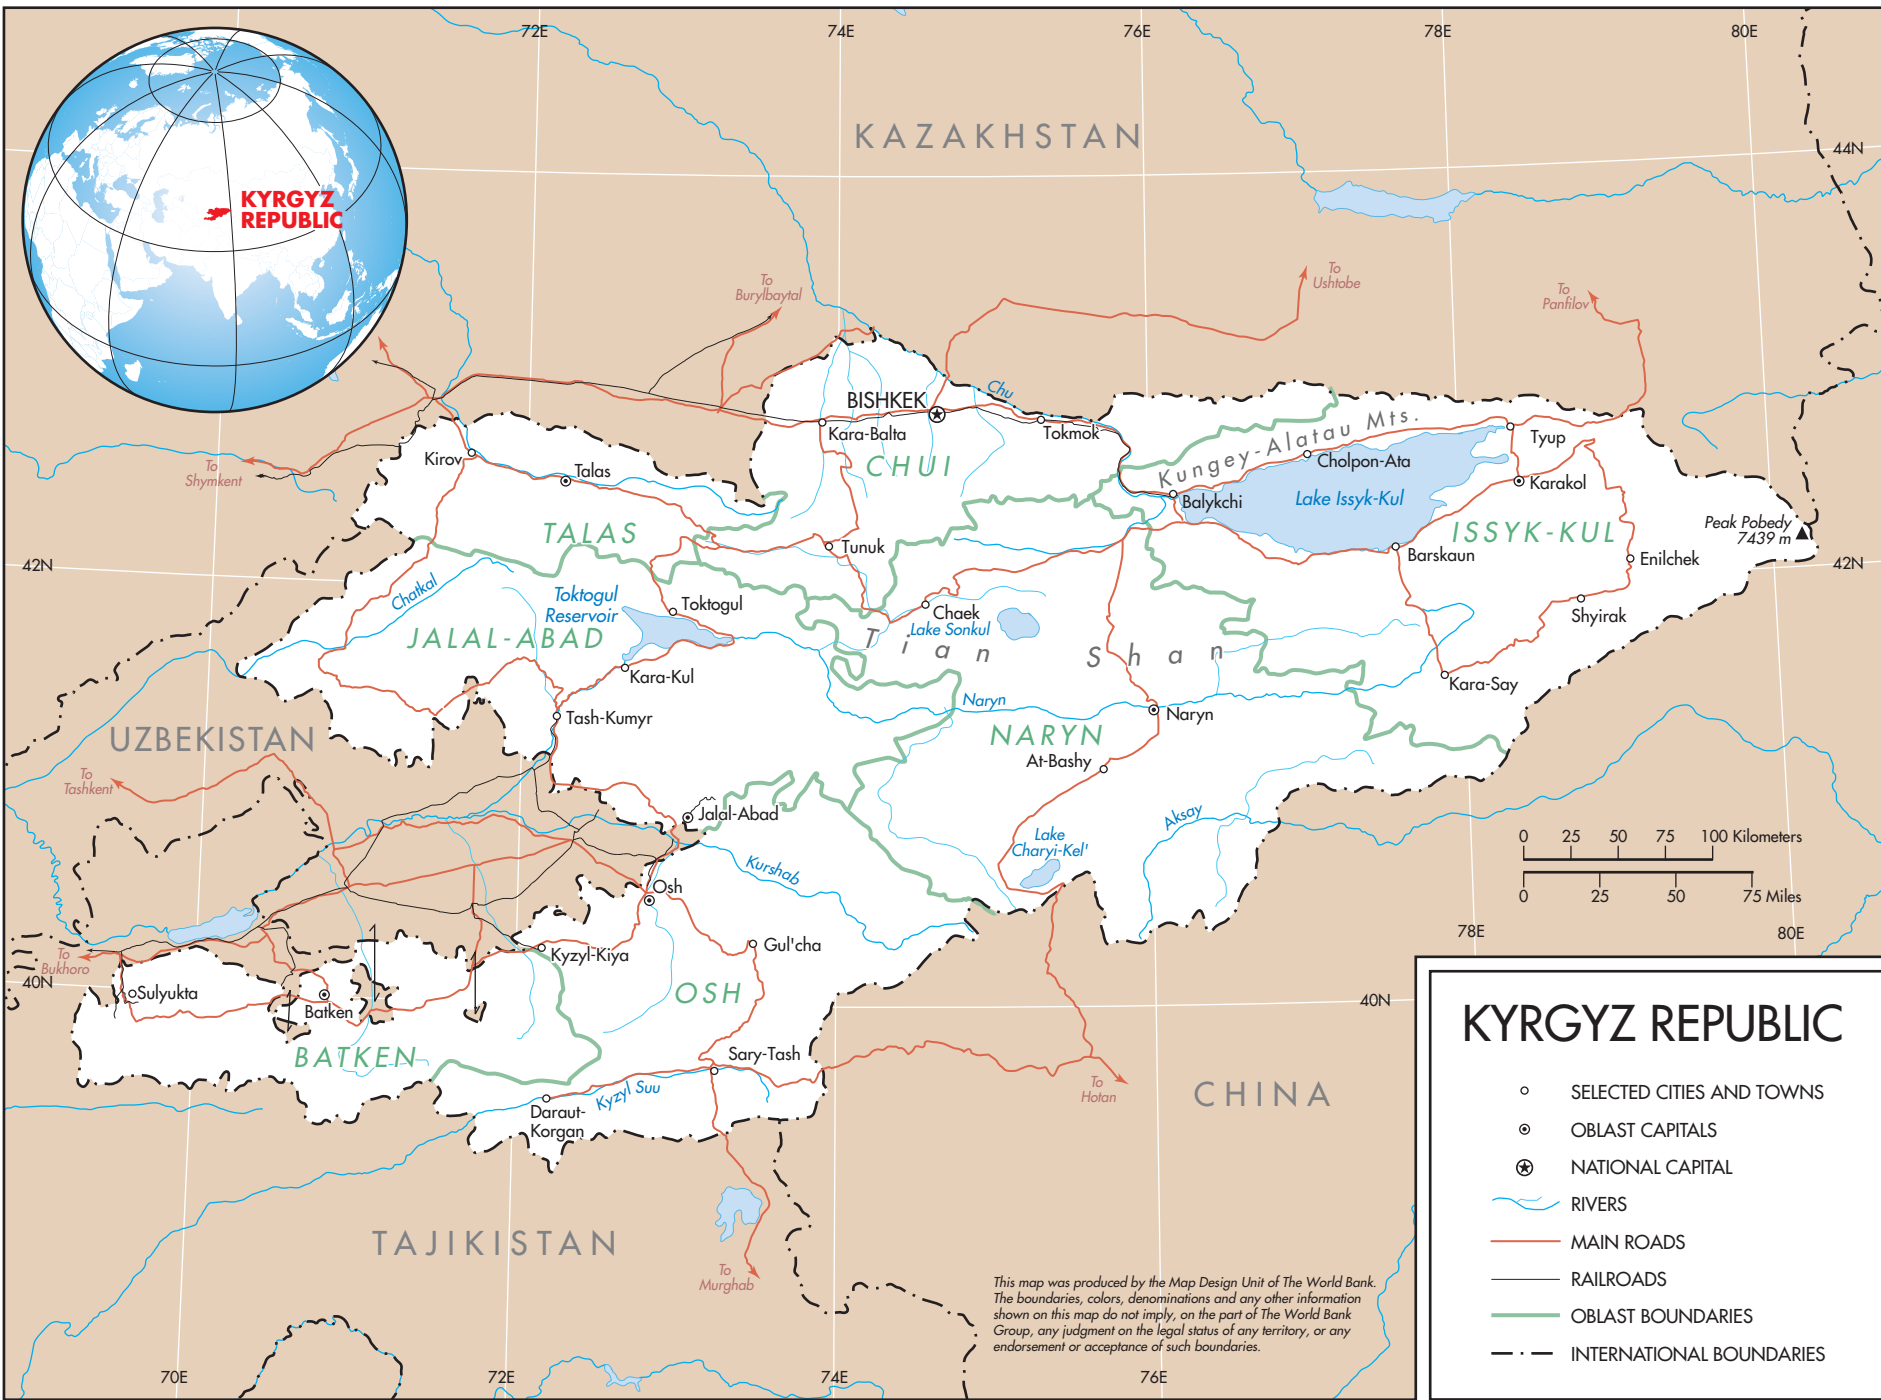 72E
74E
76E
78E
80E
KAZAKHSTAN
44N
KYRGYZ
REPUBLIC
To
Burylbaytal
To
Ushtobe
To
Panfilov
BISHKEK
Chu
Kara-Balta
Tokmok
Kungey-Alatau Mts.
Tyup
Kirov
Talas
CHUI
Cholpon-Ata
To
Shymkent
Karakol
Balykchi
Lake Issyk-Kul
TALAS
ISSYK-KUL
Peak Pobedy
7439 m
Tunuk
Barskaun
Enilchek
42N
42N
Chatkal
Toktogul
Reservoir
Toktogul
Chaek
Lake Sonkul
Shyirak
JALAL-ABAD
Tian Shan
Kara-Kul
Kara-Say
Naryn
Tash-Kumyr
Naryn
UZBEKISTAN
NARYN
At-Bashy
To
Tashkent
Jalal-Abad
Aksay
Lake
Charyi-Kel'
0 25 50 75 100 Kilometers
0 25 50 75 Miles
Kurshab
Osh
78E
80E
Gul'cha
Kyzyl-Kiya
To
Bukhoro
40N
Sulyukta
OSH
40N
Batken
BATKEN
Sary-Tash
Kyzyl Suu
To
Hotan
CHINA
Daraut-
Korgan
TAJIKISTAN
To
Murghab
This map was produced by the Map Design Unit of The World Bank.
The boundaries, colors, denominations and any other information
shown on this map do not imply, on the part of The World Bank
Group, any judgment on the legal status of any territory, or any
endorsement or acceptance of such boundaries.
70E
72E
74E
76E
KYRGYZ REPUBLIC
SELECTED CITIES AND TOWNS
OBLAST CAPITALS
NATIONAL CAPITAL
RIVERS
MAIN ROADS
RAILROADS
OBLAST BOUNDARIES
INTERNATIONAL BOUNDARIES